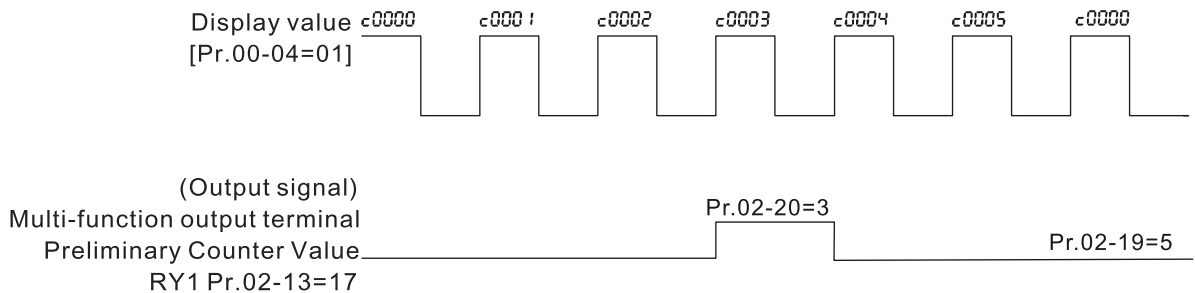 Display value c0000 c0001 c0002 c0003 c0004 c0005 c0000
[Pr.00-04=01]
(Output signal)
Multi-function output terminal
Pr.02-20=3
Preliminary Counter Value
Pr.02-19=5
RY1 Pr.02-13=17